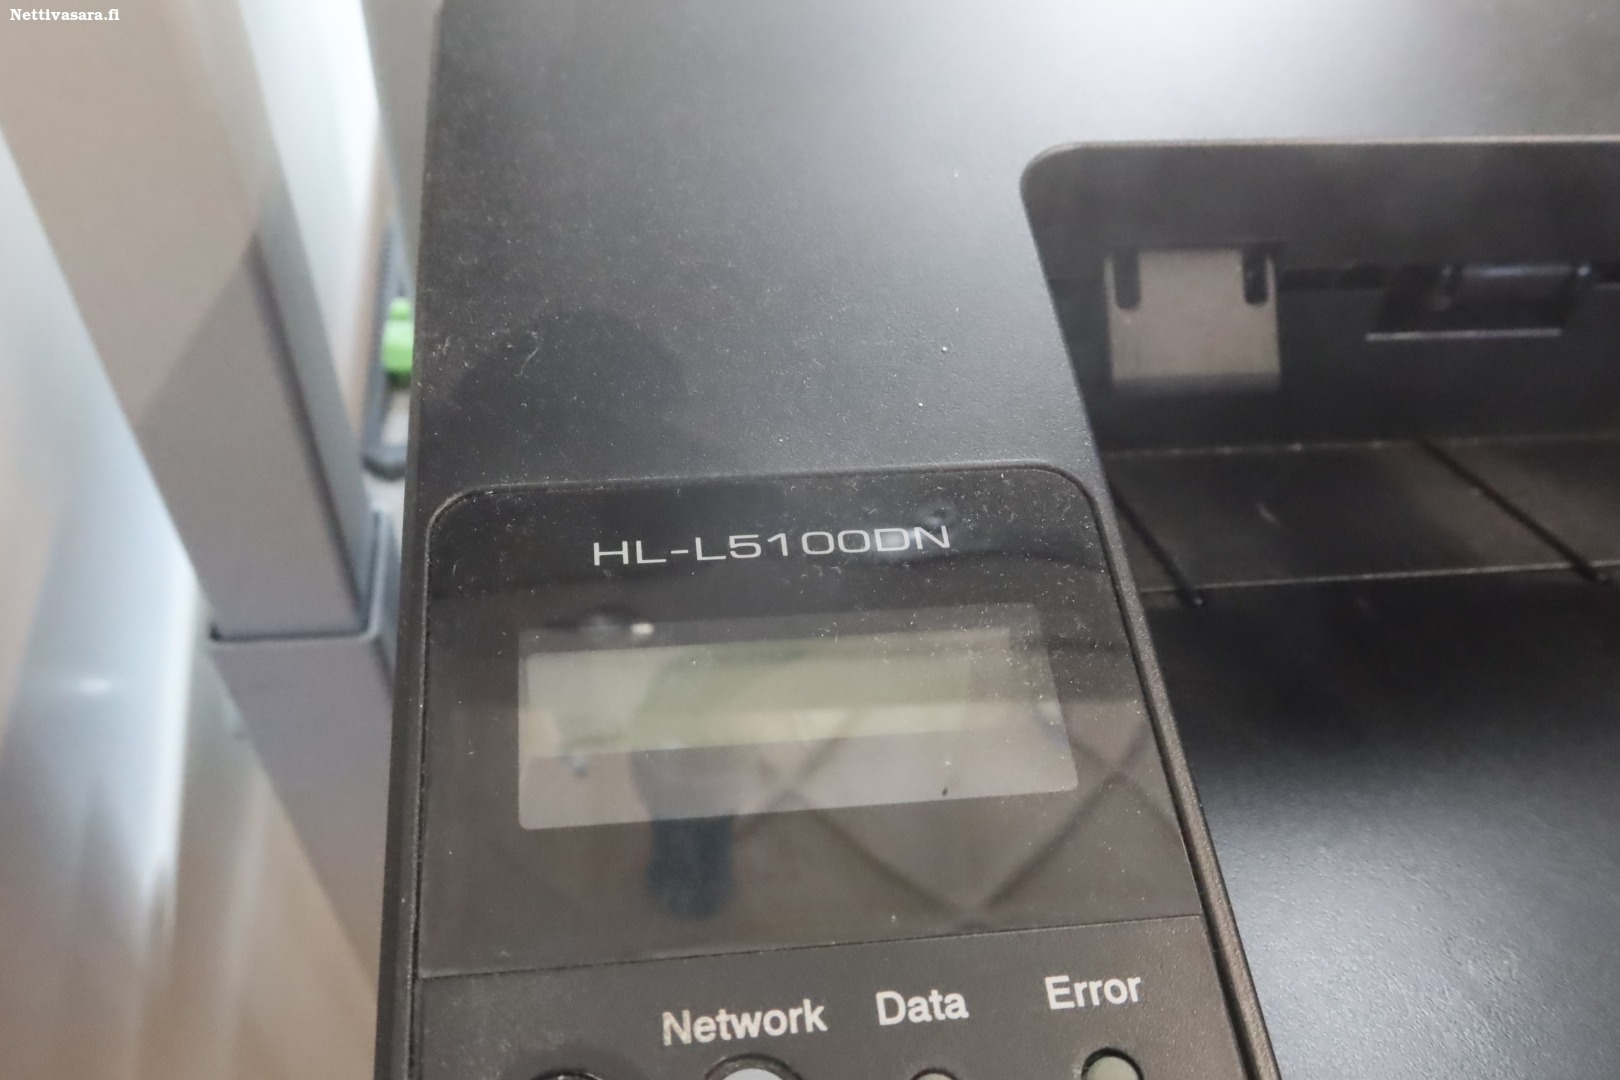 Nettivasara.fi
HL-L5100DN
Network Data Error